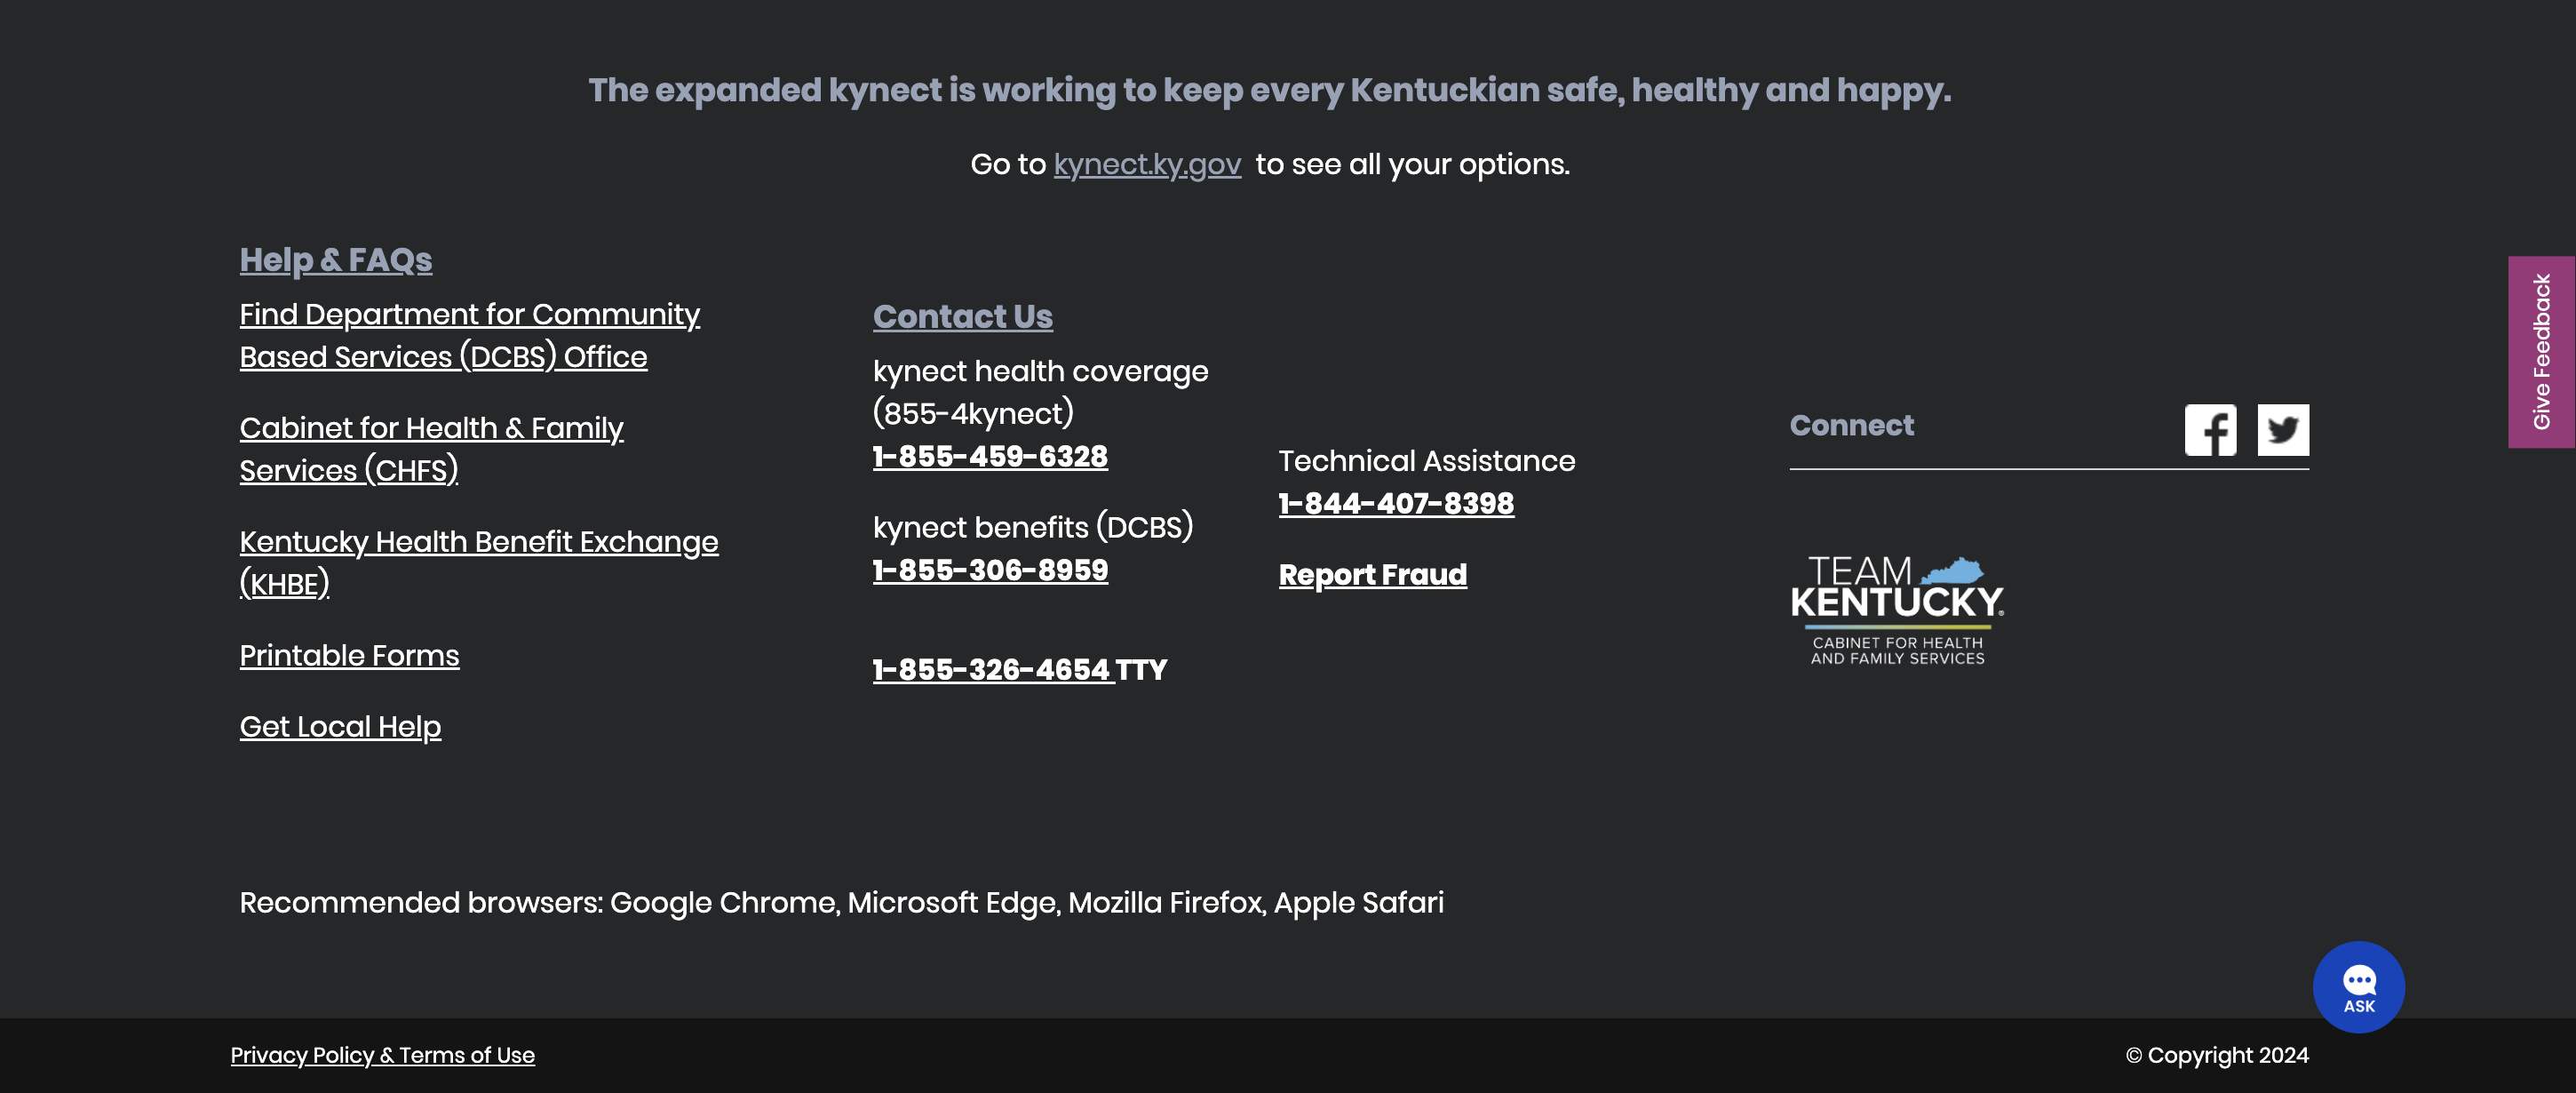 The expanded kynect is working to keep every Kentuckian safe, healthy and happy.
Go to kynect.ky.gov to see all your options.
Help & FAQs
Find Department for Community
Based Services (DCBS) Office
Cabinet for Health & Family
Services (CHFS)
Kentucky Health Benefit Exchange
(KHBE)
Printable Forms
Get Local Help
Contact Us
kynect health coverage
(855-4kynect)
1-855-459-6328
kynect benefits (DCBS)
1-855-306-8959
1-855-326-4654 TTY
Technical Assistance
1-844-407-8398
Report Fraud
Connect
TEAM
KENTUCKY®
CABINET FOR HEALTH
AND FAMILY SERVICES
Give Feedback
Recommended browsers: Google Chrome, Microsoft Edge, Mozilla Firefox, Apple Safari
ASK
Privacy Policy & Terms of Use
© Copyright 2024